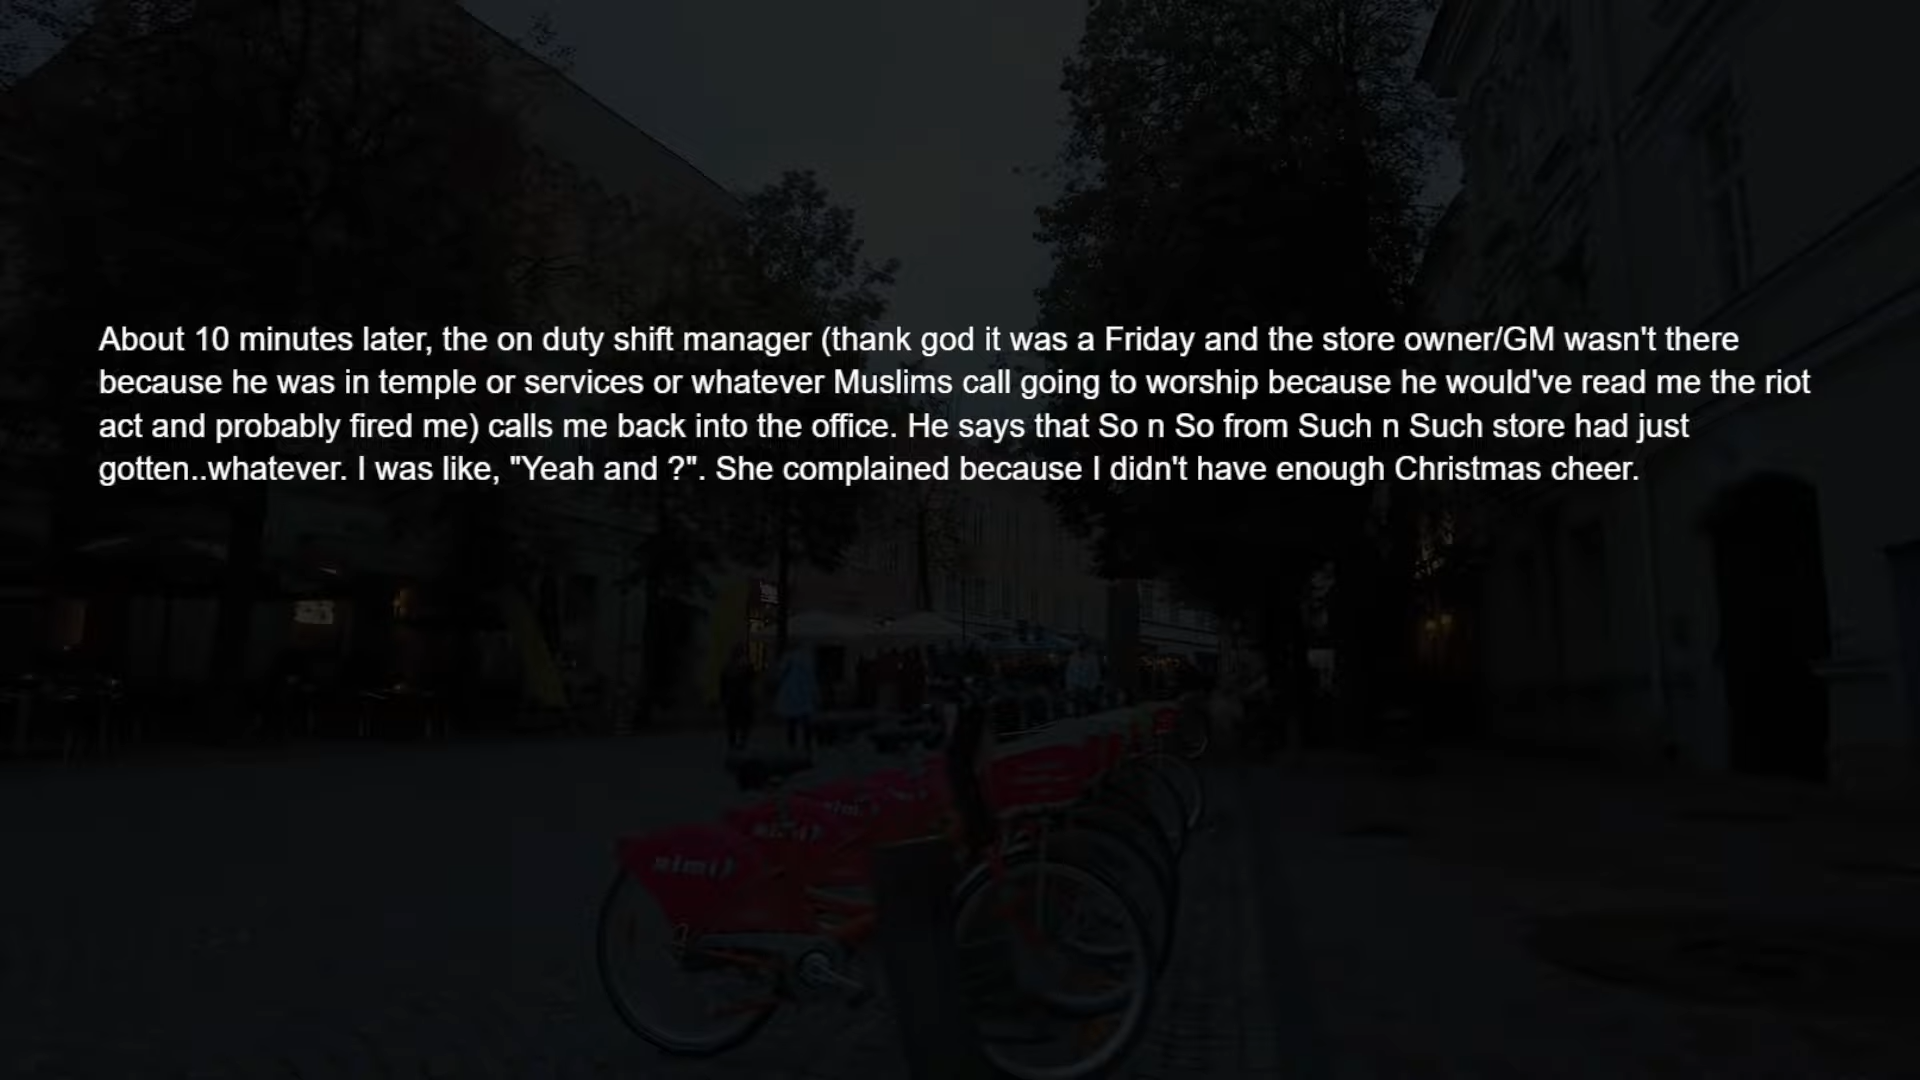 About 10 minutes later, the on duty shift manager (thank god it was a Friday and the store owner/GM wasn't there
because he was in temple or services or whatever Muslims call going to worship because he would've read me the riot
act and probably fired me) calls me back into the office. He says that So n So from Such n Such store had just
gotten..whatever. I was like, "Yeah and ?". She complained because I didn't have enough Christmas cheer.